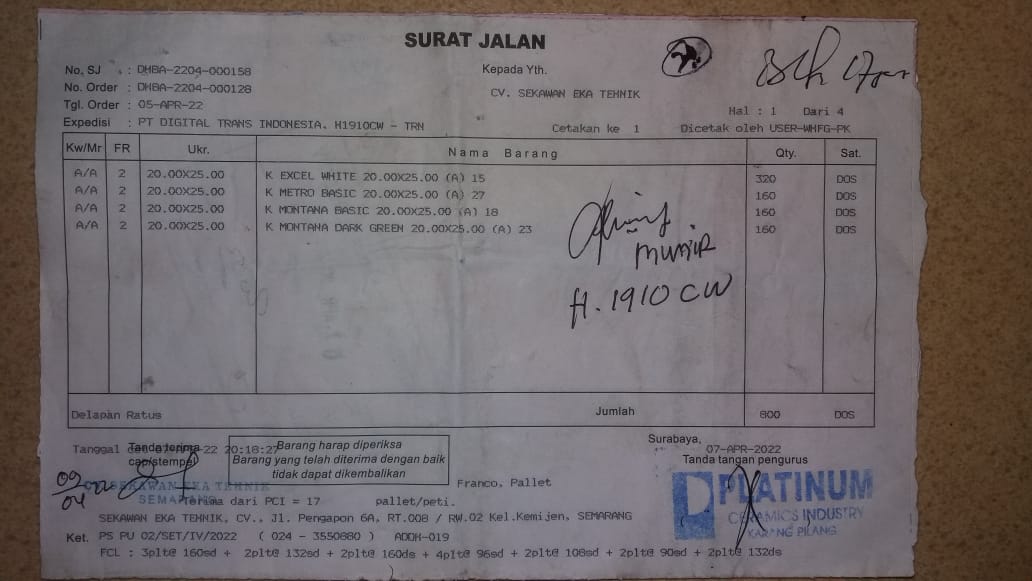 SURAT JALAN
No. SJ : DMBA-2204-000158
No. Order : DMBA-2204-000128
Tgl. Order : 05-APR-22
Expedisi : PT DIGITAL TRANS INDONESIA. H1910CW - TRN
Kepada Yth.
CV. SEKAWAN EKA TEHNIK
Hal : 1 Dari 4
Cetakan ke 1 Dicetak oleh USER-WHFG-PK
Kw/Mr FR Ukr. Nama Barang Qty. Sat.
A/A 2 20.00X25.00 K EXCEL WHITE 20.00X25.00 (A) 15 320 DOS
A/A 2 20.00X25.00 K METRO BASIC 20.00X25.00 (A) 27 160 DOS
A/A 2 20.00X25.00 K MONTANA BASIC 20.00X25.00 (A) 18 160 DOS
A/A 2 20.00X25.00 K MONTANA DARK GREEN 20.00X25.00 (A) 23 160 DOS
MUNJIR
H. 1910 CW
Delapan Ratus Jumlah 800 DOS
Tanggal 20:18:27
Tanda terima
cap/stempel
Barang harap diperiksa
Barang yang telah diterima dengan baik
tidak dapat dikembalikan
Surabaya, 07-APR-2022
Tanda tangan pengurus
09/04
SEKAWAN EKA TEHNIK
SEMARANG
Franco, Pallet
Terima dari PCI = 17 pallet/peti.
PLATINUM
CERAMICS INDUSTRY
KARANG PILANG
SEKAWAN EKA TEHNIK, CV., Jl. Pengapon 6A, RT.008 / RW.02 Kel.Kemijen, SEMARANG
Ket. PS PU 02/SET/IV/2022 ( 024 - 3550880 ) ADDH-019
FCL : 3plt@ 160sd + 2plt@ 132sd + 2plt@ 160ds + 4plt@ 96sd + 2plt@ 108sd + 2plt@ 90sd + 2plt@ 132ds